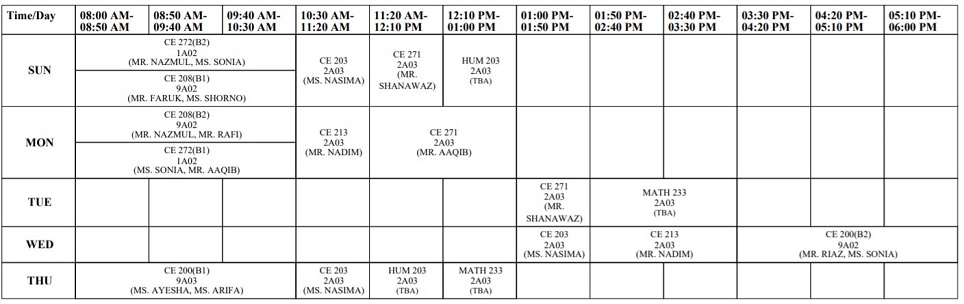 Time/Day
08:00 AM-
08:50 AM
08:50 AM-
09:40 AM
09:40 AM-
10:30 AM
10:30 AM-
11:20 AM
11:20 AM-
12:10 PM
12:10 PM-
01:00 PM
01:00 PM-
01:50 PM
01:50 PM-
02:40 PM
02:40 PM-
03:30 PM
03:30 PM-
04:20 PM
04:20 PM-
05:10 PM
05:10 PM-
06:00 PM
SUN
CE 272(B2)
1A02
(MR. NAZMUL, MS. SONIA)
CE 208(B1)
9A02
(MR. FARUK, MS. SHORNO)
CE 203
2A03
(MS. NASIMA)
CE 271
2A03
(MR.
SHANAWAZ)
HUM 203
2A03
(TBA)
MON
CE 208(B2)
9A02
(MR. NAZMUL, MR. RAFI)
CE 272(B1)
1A02
(MS. SONIA, MR. AAQIB)
CE 213
2A03
(MR. NADIM)
CE 271
2A03
(MR. AAQIB)
TUE
CE 271
2A03
(MR.
SHANAWAZ)
MATH 233
2A03
(TBA)
WED
CE 203
2A03
(MS. NASIMA)
CE 213
2A03
(MR. NADIM)
CE 200(B2)
9A02
(MR. RIAZ, MS. SONIA)
THU
CE 200(B1)
9A03
(MS. AYESHA, MS. ARIFA)
CE 203
2A03
(MS. NASIMA)
HUM 203
2A03
(TBA)
MATH 233
2A03
(TBA)